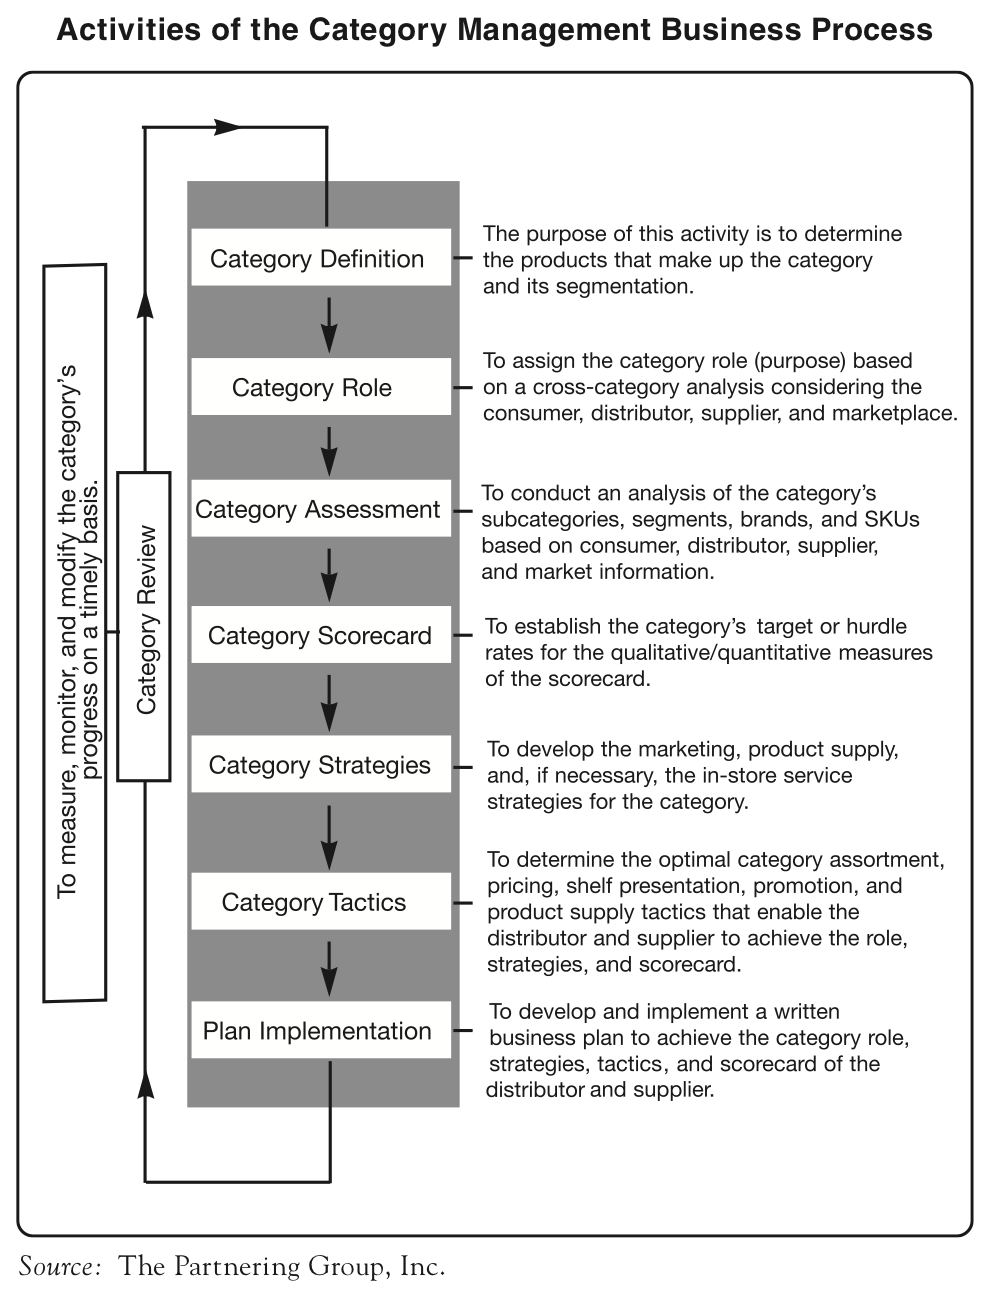 Activities of the Category Management Business Process
To measure, monitor, and modify the category's
progress on a timely basis.
Category Review
Category Definition
The purpose of this activity is to determine
the products that make up the category
and its segmentation.
Category Role
To assign the category role (purpose) based
on a cross-category analysis considering the
consumer, distributor, supplier, and marketplace.
Category Assessment
To conduct an analysis of the category's
subcategories, segments, brands, and SKUs
based on consumer, distributor, supplier,
and market information.
Category Scorecard
To establish the category's target or hurdle
rates for the qualitative/quantitative measures
of the scorecard.
Category Strategies
To develop the marketing, product supply,
and, if necessary, the in-store service
strategies for the category.
Category Tactics
To determine the optimal category assortment,
pricing, shelf presentation, promotion, and
product supply tactics that enable the
distributor and supplier to achieve the role,
strategies, and scorecard.
Plan Implementation
To develop and implement a written
business plan to achieve the category role,
strategies, tactics, and scorecard of the
distributor and supplier.
Source: The Partnering Group, Inc.